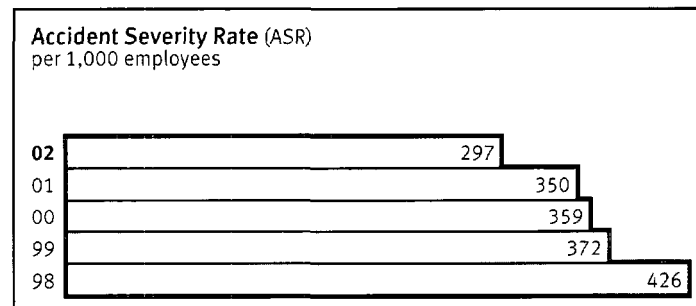 Accident Severity Rate (ASR)
per 1,000 employees
02 297
01 350
00 359
99 372
98 426